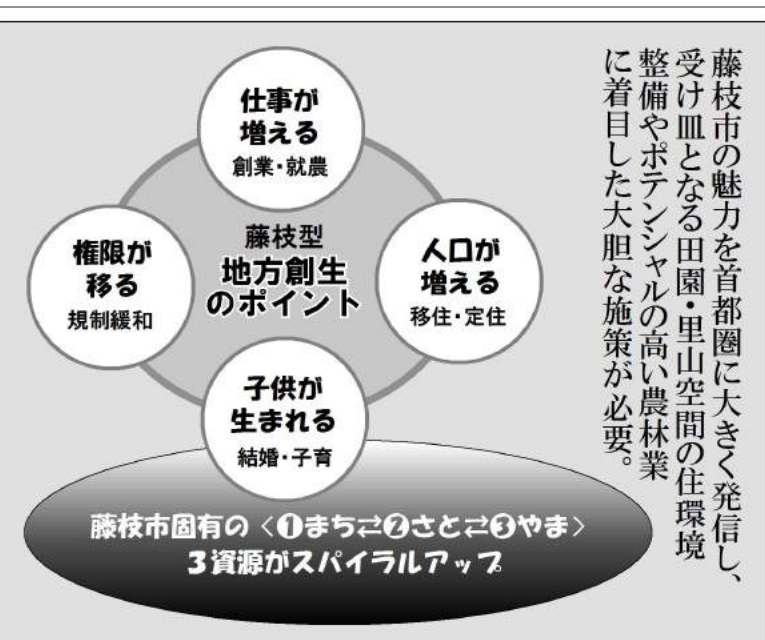 藤枝市の魅力を首都圏に大きく発信し、
受け皿となる田園・里山空間の住環境
整備やポテンシャルの高い農林業
に着目した大胆な施策が必要。
仕事が
増える
創業・就農
権限が
移る
規制緩和
藤枝型
地方創生
のポイント
人口が
増える
移住・定住
子供が
生まれる
結婚・子育
藤枝市固有の〈❶まち⇄❷さと⇄❸やま〉
3資源がスパイラルアップ